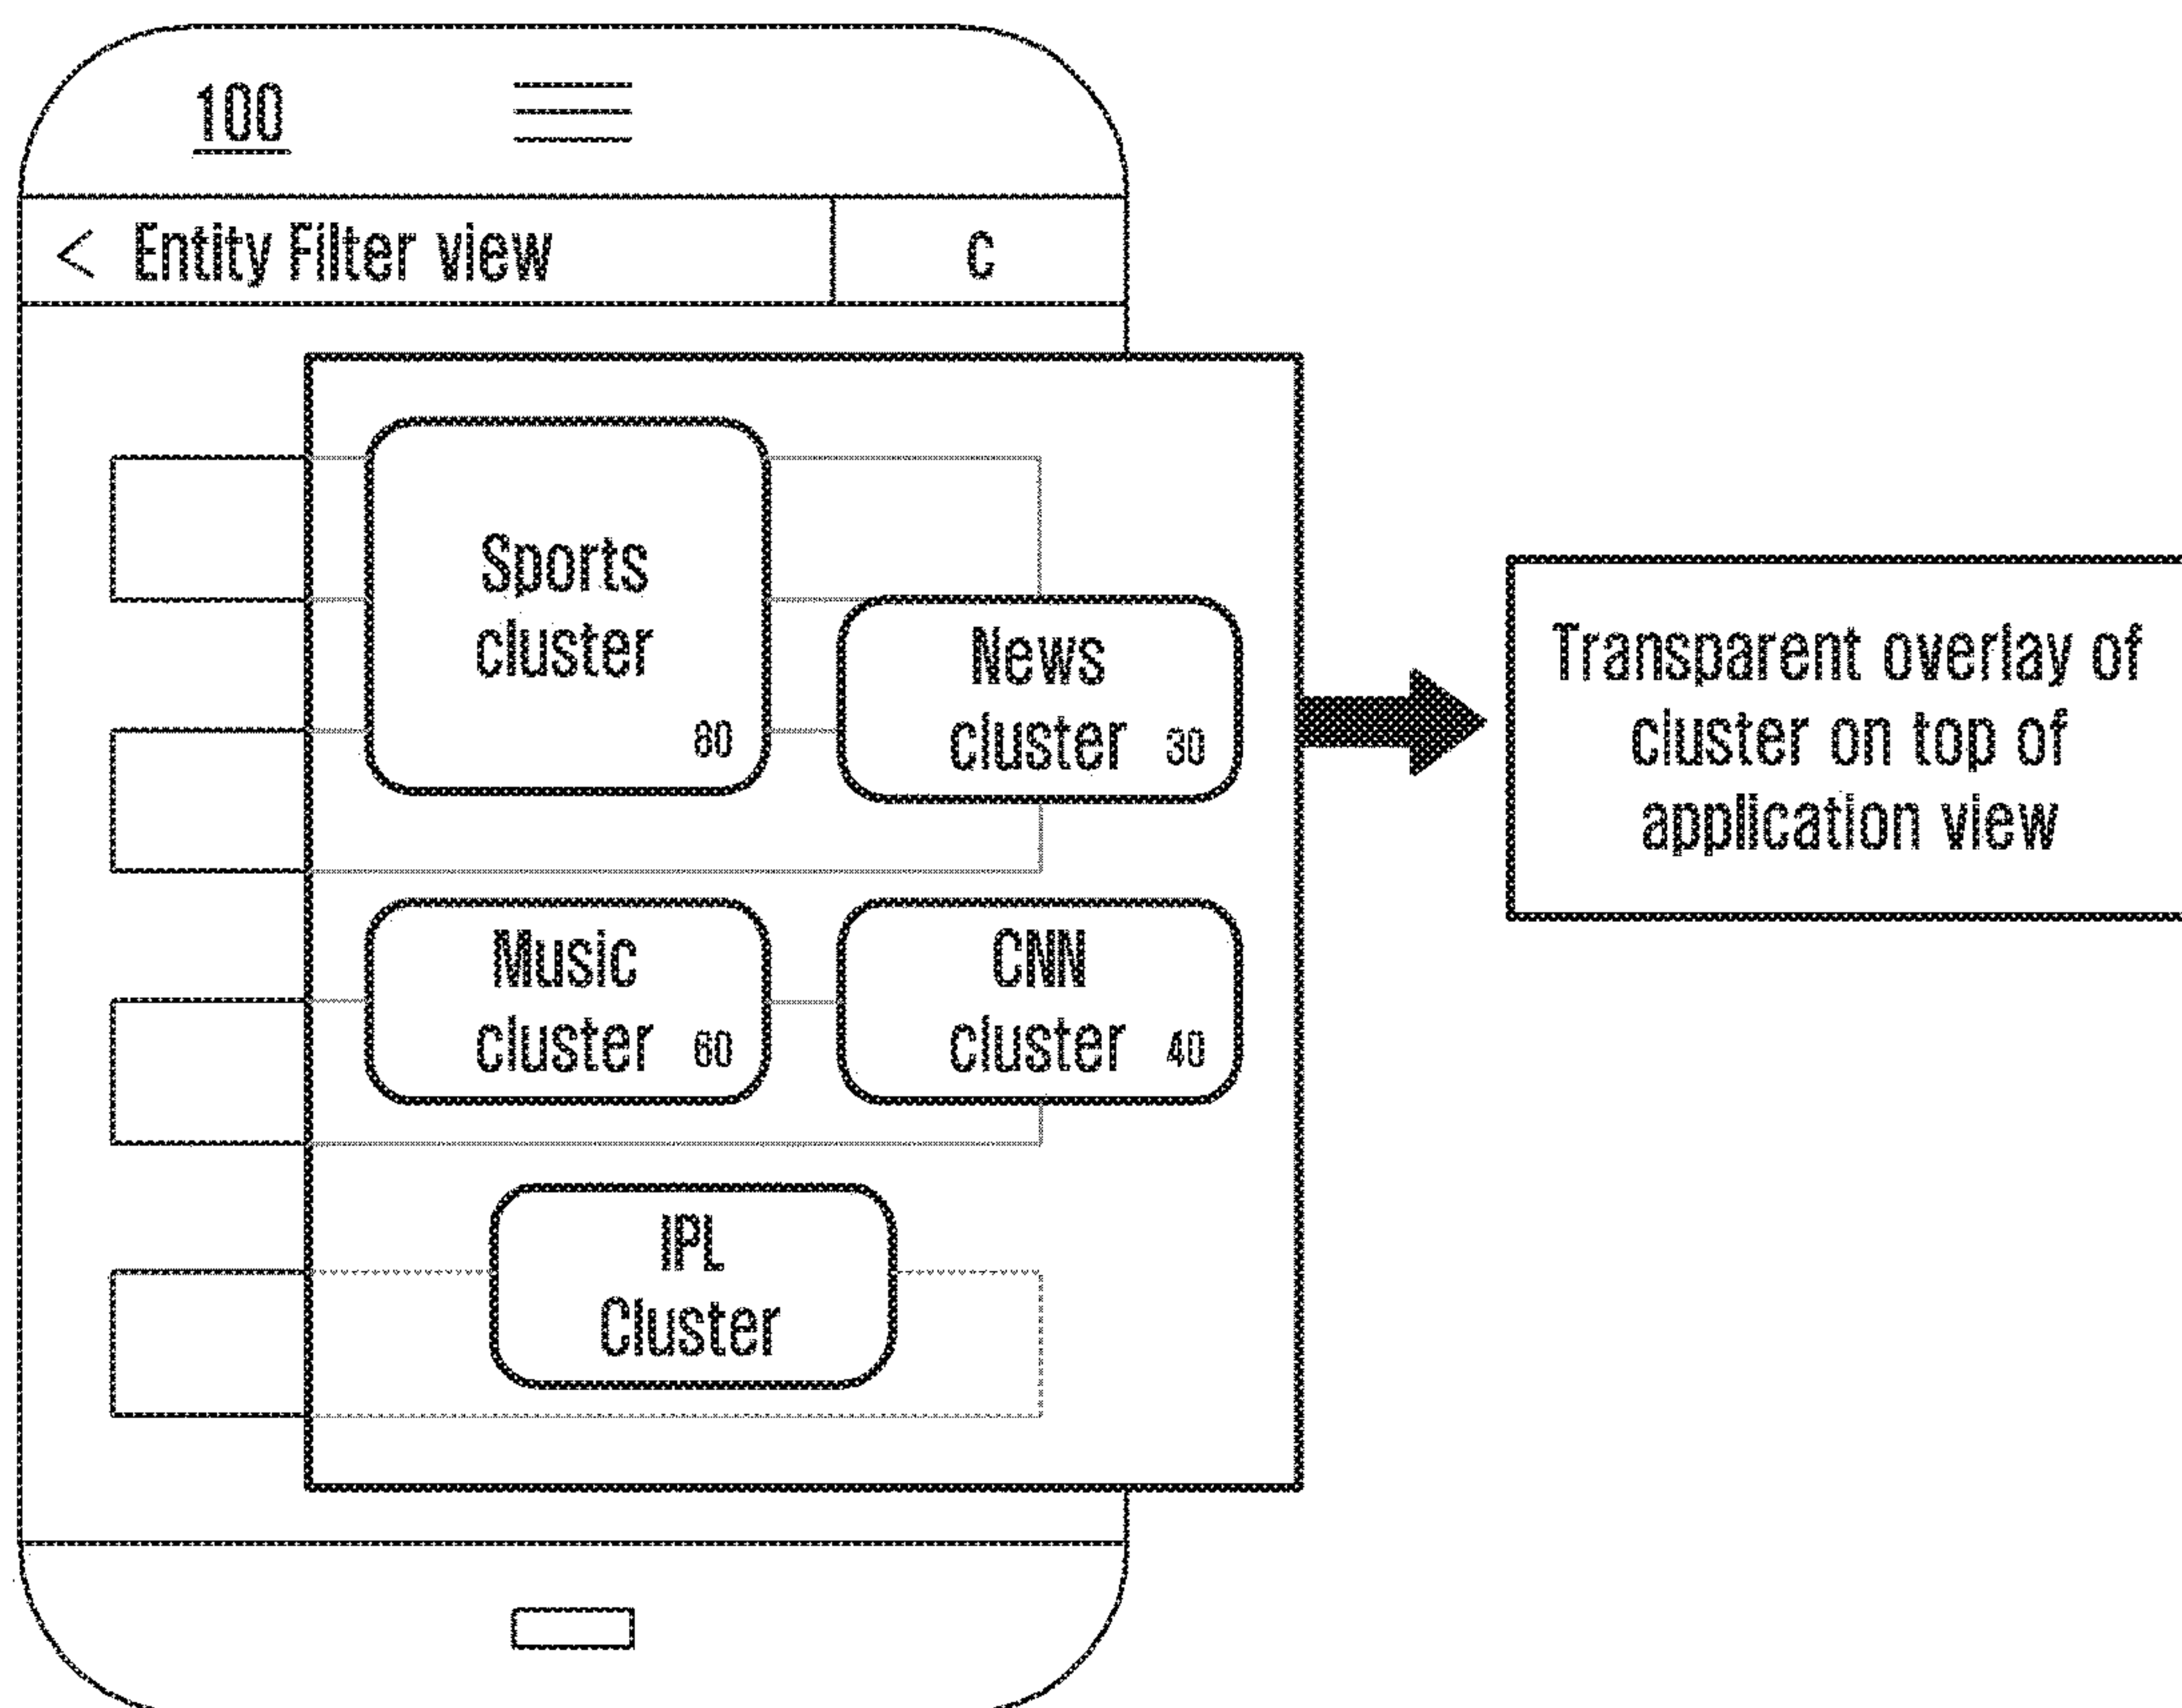 100
< Entity Filter view
C
Sports
cluster
80
News
cluster 30
Music
cluster 60
CNN
cluster 40
IPL
Cluster
Transparent overlay of
cluster on top of
application view